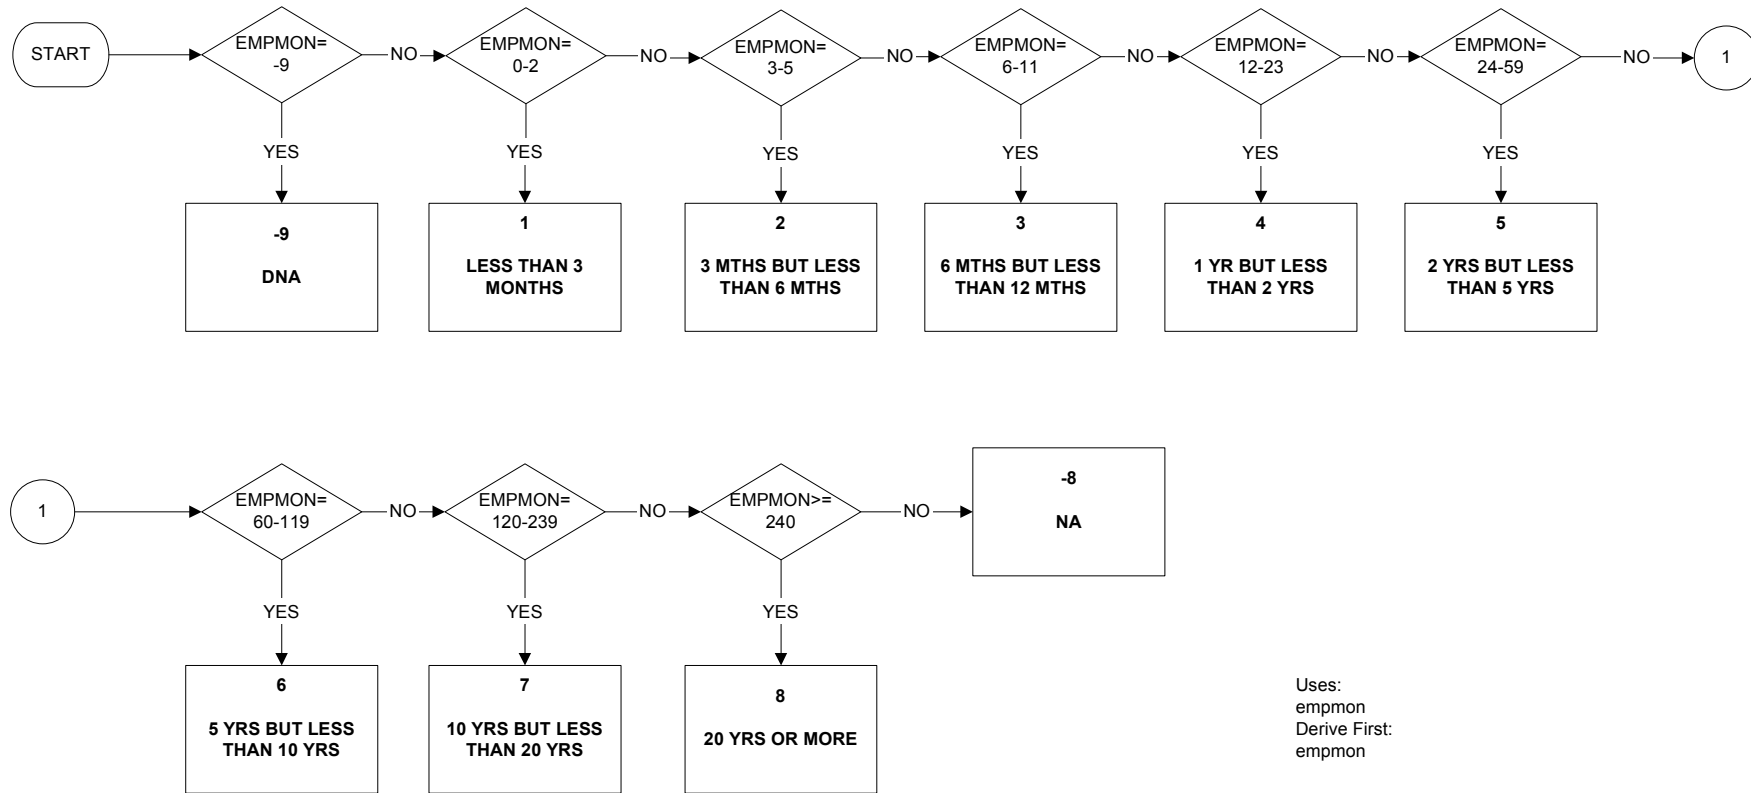 START
EMPMON=
-9
NO
EMPMON=
0-2
NO
EMPMON=
3-5
NO
EMPMON=
6-11
NO
EMPMON=
12-23
NO
EMPMON=
24-59
NO
1
YES
YES
YES
YES
YES
YES
-9
DNA
1
LESS THAN 3
MONTHS
2
3 MTHS BUT LESS
THAN 6 MTHS
3
6 MTHS BUT LESS
THAN 12 MTHS
4
1 YR BUT LESS
THAN 2 YRS
5
2 YRS BUT LESS
THAN 5 YRS
1
EMPMON=
60-119
NO
EMPMON=
120-239
NO
EMPMON>=
240
NO
-8
NA
YES
YES
YES
6
5 YRS BUT LESS
THAN 10 YRS
7
10 YRS BUT LESS
THAN 20 YRS
8
20 YRS OR MORE
Uses:
empmon
Derive First:
empmon